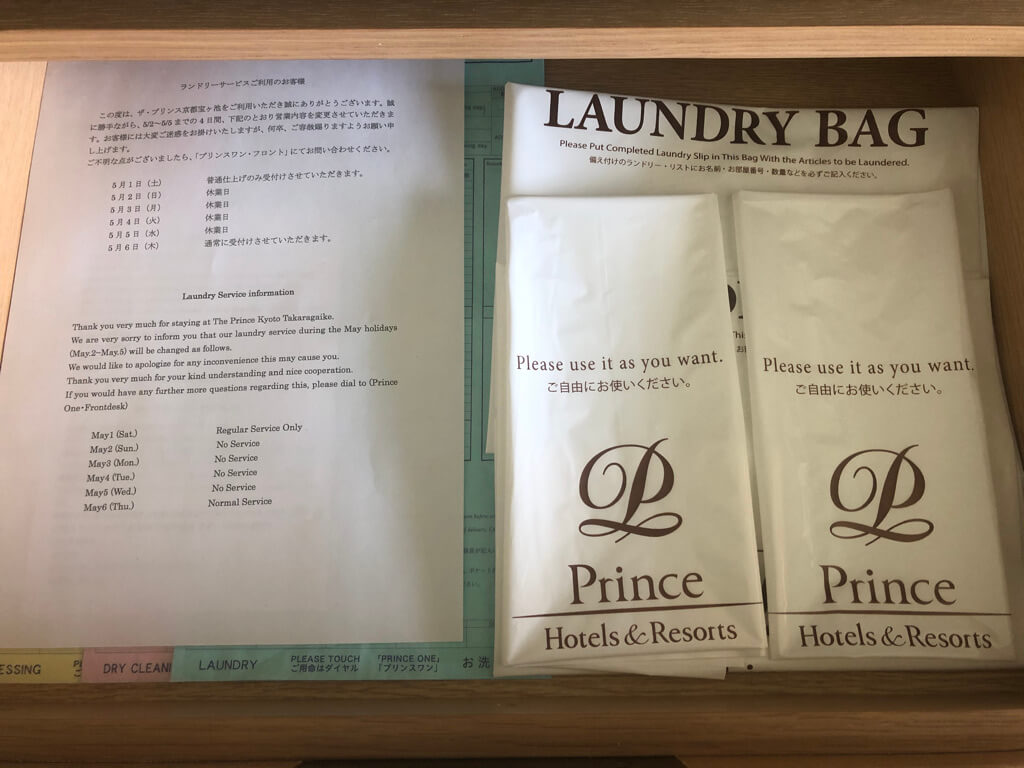 ランドリーサービスご利用のお客様
この度は、ザ・プリンス京都宝ヶ池をご利用いただき誠にありがとうございます。誠
に勝手ながら、5/2～5/5までの4日間、下記のとおり営業内容を変更させていただきま
す。お客様には大変ご迷惑をお掛けいたしますが、何卒、ご容赦賜りますようお願い申
し上げます。
ご不明な点がございましたら、「プリンスワン・フロント」にてお問い合わせください。
5月1日（土） 普通仕上げのみ受付けさせていただきます。
5月2日（日） 休業日
5月3日（月） 休業日
5月4日（火） 休業日
5月5日（水） 休業日
5月6日（木） 通常に受付けさせていただきます。
Laundry Service information
Thank you very much for staying at The Prince Kyoto Takaragaike.
We are very sorry to inform you that our laundry service during the May holidays
(May.2~May.5) will be changed as follows.
We would like to apologize for any inconvenience this may cause you.
Thank you very much for your kind understanding and nice cooperation.
If you would have any further more questions regarding this, please dial to (Prince
One・Frontdesk)
May1 (Sat.) Regular Service Only
May2 (Sun.) No Service
May3 (Mon.) No Service
May4 (Tue.) No Service
May5 (Wed.) No Service
May6 (Thu.) Normal Service
ESSING
DRY CLEANI
LAUNDRY
PLEASE TOUCH 「PRINCE ONE」
ご用命はダイヤル 「プリンスワン」
お洗
LAUNDRY BAG
Please Put Completed Laundry Slip in This Bag With the Articles to be Laundered.
備え付けのランドリー・リストにお名前・お部屋番号・数量などを必ずご記入ください。
Please use it as you want.
ご自由にお使いください。
Prince
Hotels & Resorts
Please use it as you want.
ご自由にお使いください。
Prince
Hotels & Resorts